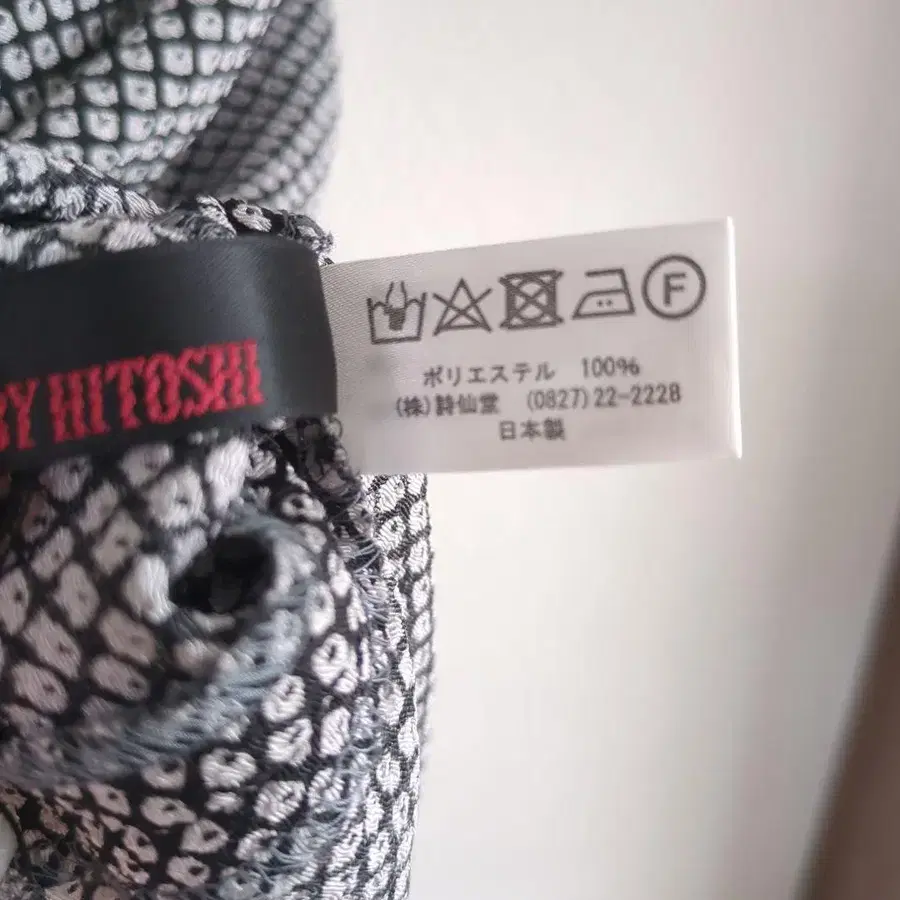 BY HITOSHI
F
ポリエステル 100%
(株)詩仙堂 (0827)22-2228
日本製